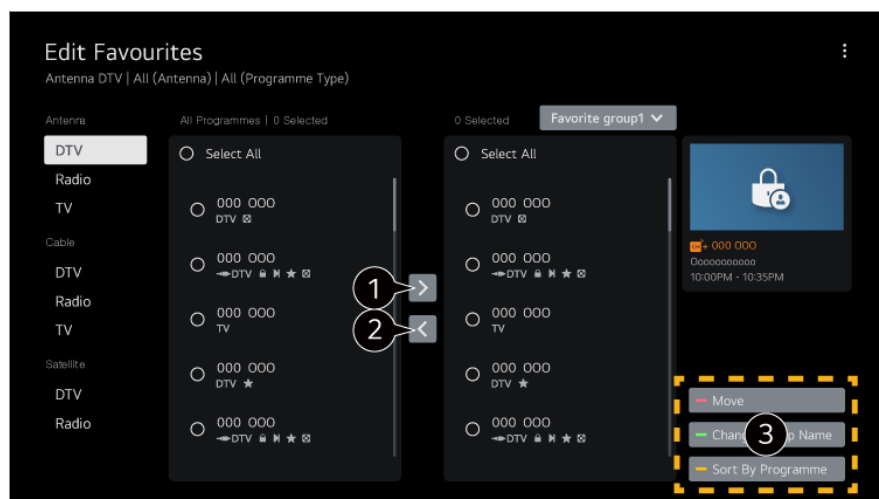 Edit Favourites
Antenna DTV | All (Antenna) | All (Programme Type)
Antenna
DTV
Radio
TV
Cable
DTV
Radio
TV
Satellite
DTV
Radio
All Programmes | 0 Selected
Select All
000 000
DTV
000 000
DTV
000 000
TV
000 000
DTV
000 000
DTV
1
2
0 Selected
Favorite group1
Select All
000 000
DTV
000 000
DTV
000 000
TV
000 000
DTV
000 000
DTV
000 000
Oooooooooo
10:00PM - 10:35PM
Move
3
Name
Sort By Programme